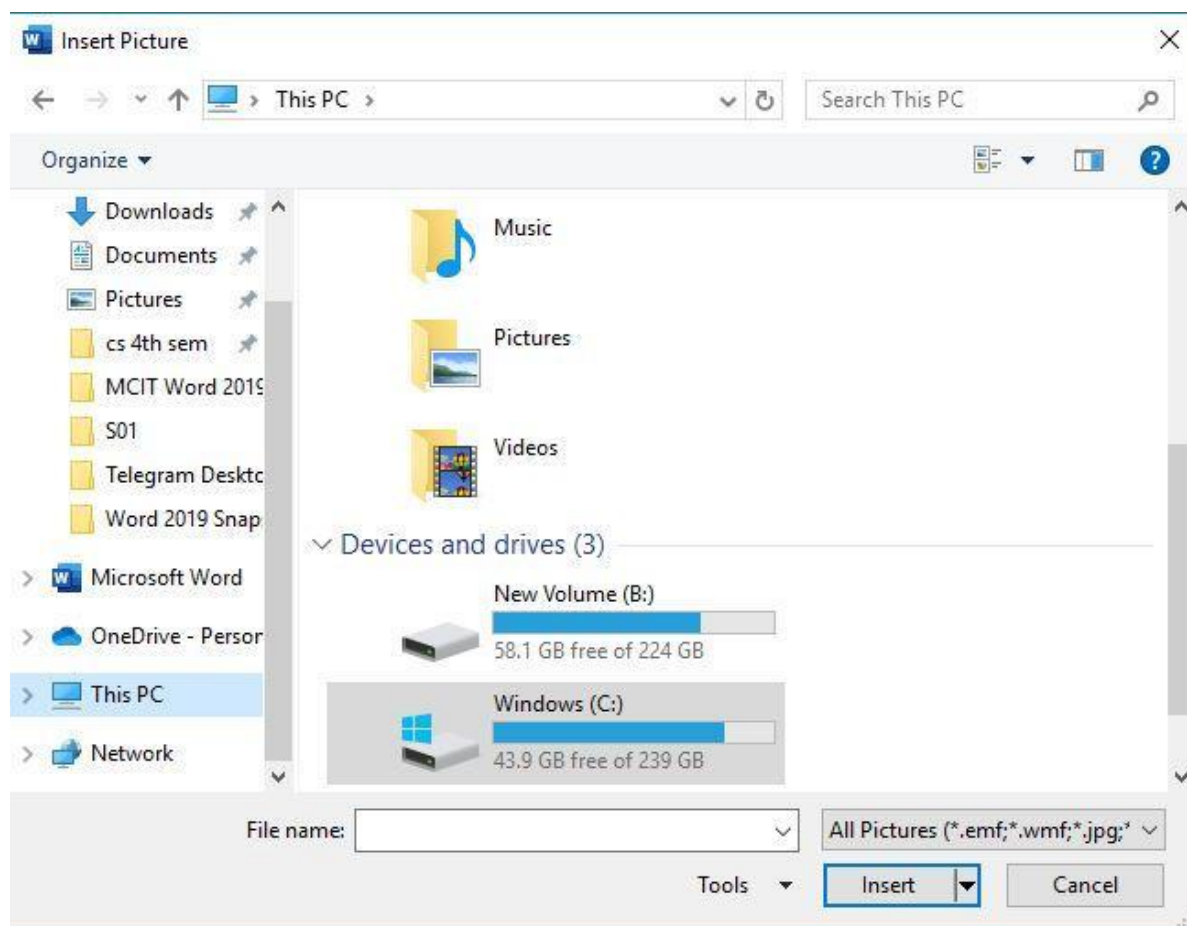 Insert Picture
This PC
Search This PC
Organize
Downloads
Documents
Pictures
cs 4th sem
MCIT Word 2019
S01
Telegram Deskto
Word 2019 Snap
Microsoft Word
OneDrive - Person
This PC
Network
Music
Pictures
Videos
Devices and drives (3)
New Volume (B:)
58.1 GB free of 224 GB
Windows (C:)
43.9 GB free of 239 GB
File name:
All Pictures (*.emf;*.wmf;*.jpg;*
Tools
Insert
Cancel